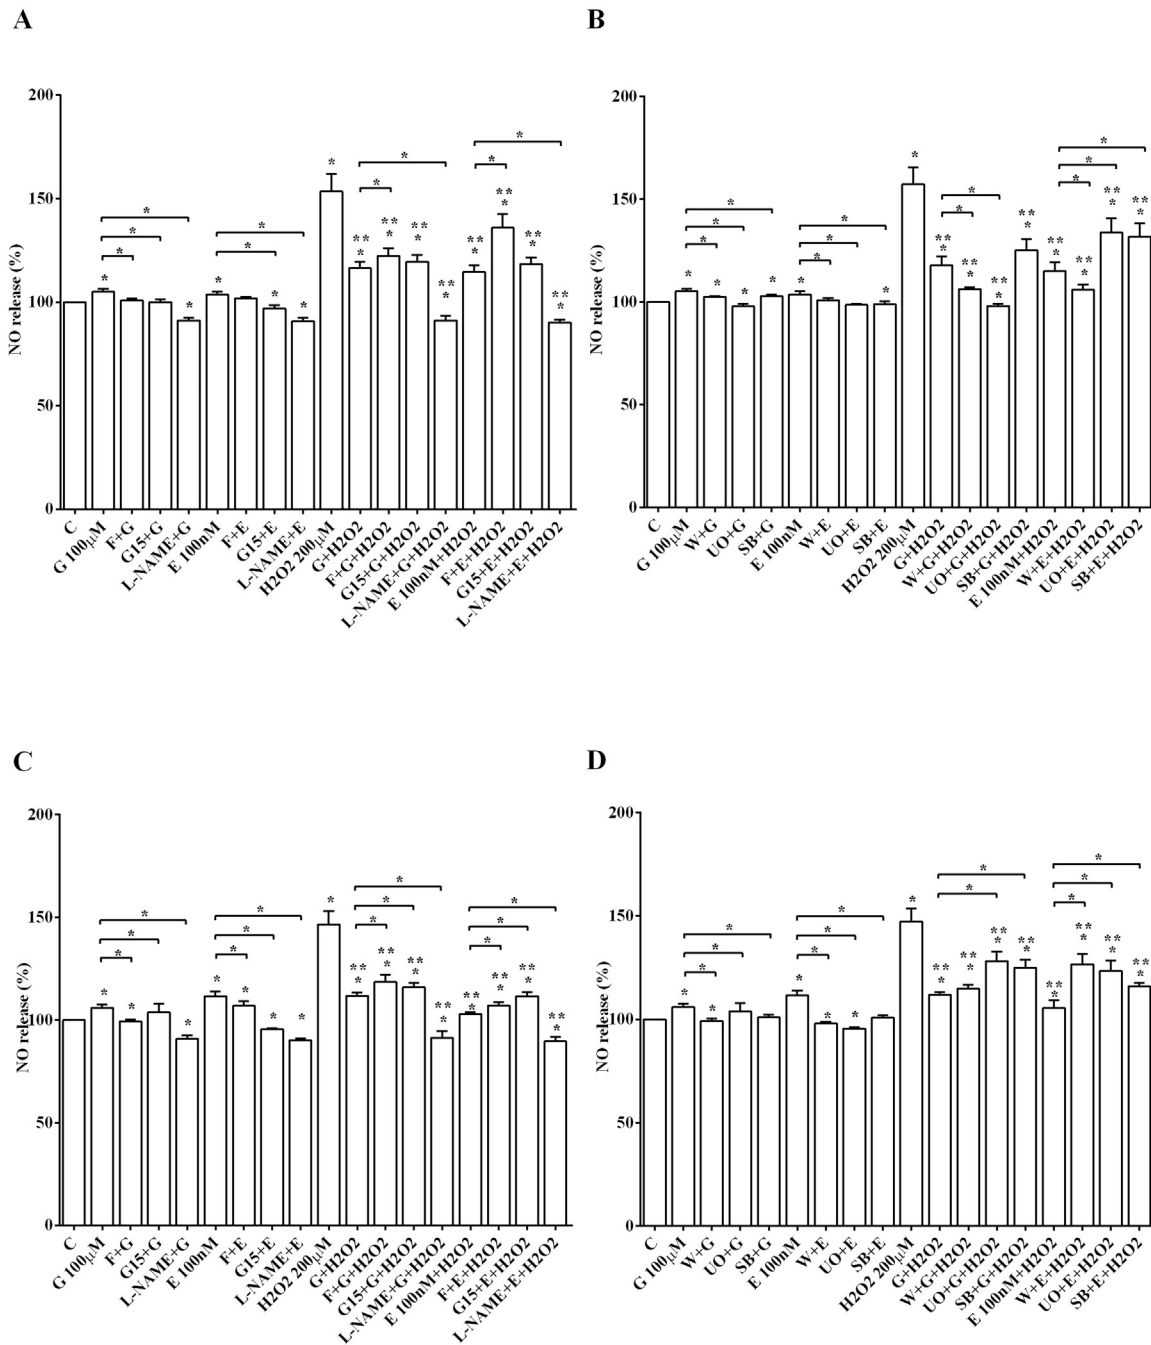 A
NO release (%)
200
150
100
50
0
* * * * * * * * * * * * * * * * *
** * ** * ** * ** * ** * ** * ** * ** *
C
G 100µM
F+G
G15+G
L-NAME+G
E 100nM
F+E
G15+E
L-NAME+E
H2O2 200µM
G+H2O2
F+G+H2O2
G15+G+H2O2
L-NAME+G+H2O2
E 100nM+H2O2
F+E+H2O2
G15+E+H2O2
L-NAME+E+H2O2
B
NO release (%)
200
150
100
50
0
C
G 100µM
W+G
UO+G
SB+G
E 100nM
W+E
UO+E
SB+E
H2O2 200µM
G+H2O2
W+G+H2O2
UO+G+H2O2
SB+G+H2O2
E 100nM+H2O2
W+E+H2O2
UO+E+H2O2
SB+E+H2O2
C
NO release (%)
200
150
100
50
0
C
G 100µM
F+G
G15+G
L-NAME+G
E 100nM
F+E
G15+E
L-NAME+E
H2O2 200µM
G+H2O2
F+G+H2O2
G15+G+H2O2
L-NAME+G+H2O2
E 100nM+H2O2
F+E+H2O2
G15+E+H2O2
L-NAME+E+H2O2
D
NO release (%)
200
150
100
50
0
C
G 100µM
W+G
UO+G
SB+G
E 100nM
W+E
UO+E
SB+E
H2O2 200µM
G+H2O2
W+G+H2O2
UO+G+H2O2
SB+G+H2O2
E 100nM+H2O2
W+E+H2O2
UO+E+H2O2
SB+E+H2O2